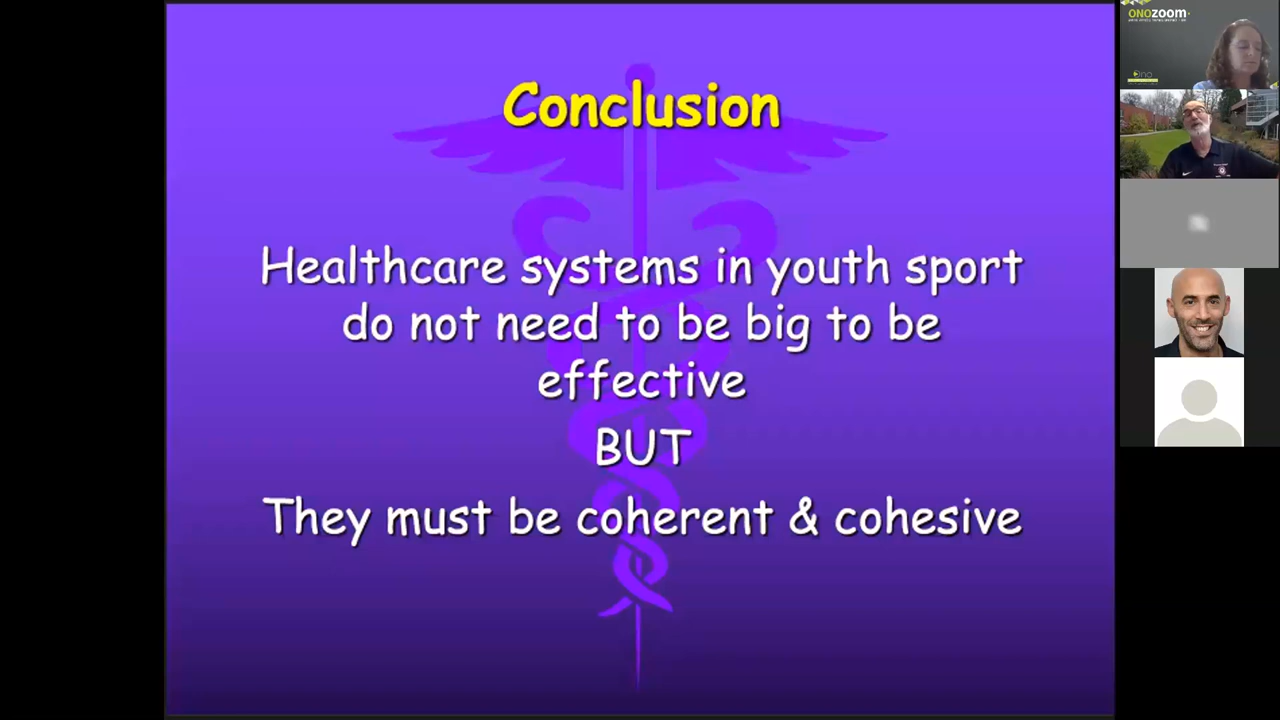 Conclusion
Healthcare systems in youth sport
do not need to be big to be
effective
BUT
They must be coherent & cohesive
ONOZOOM
Ono